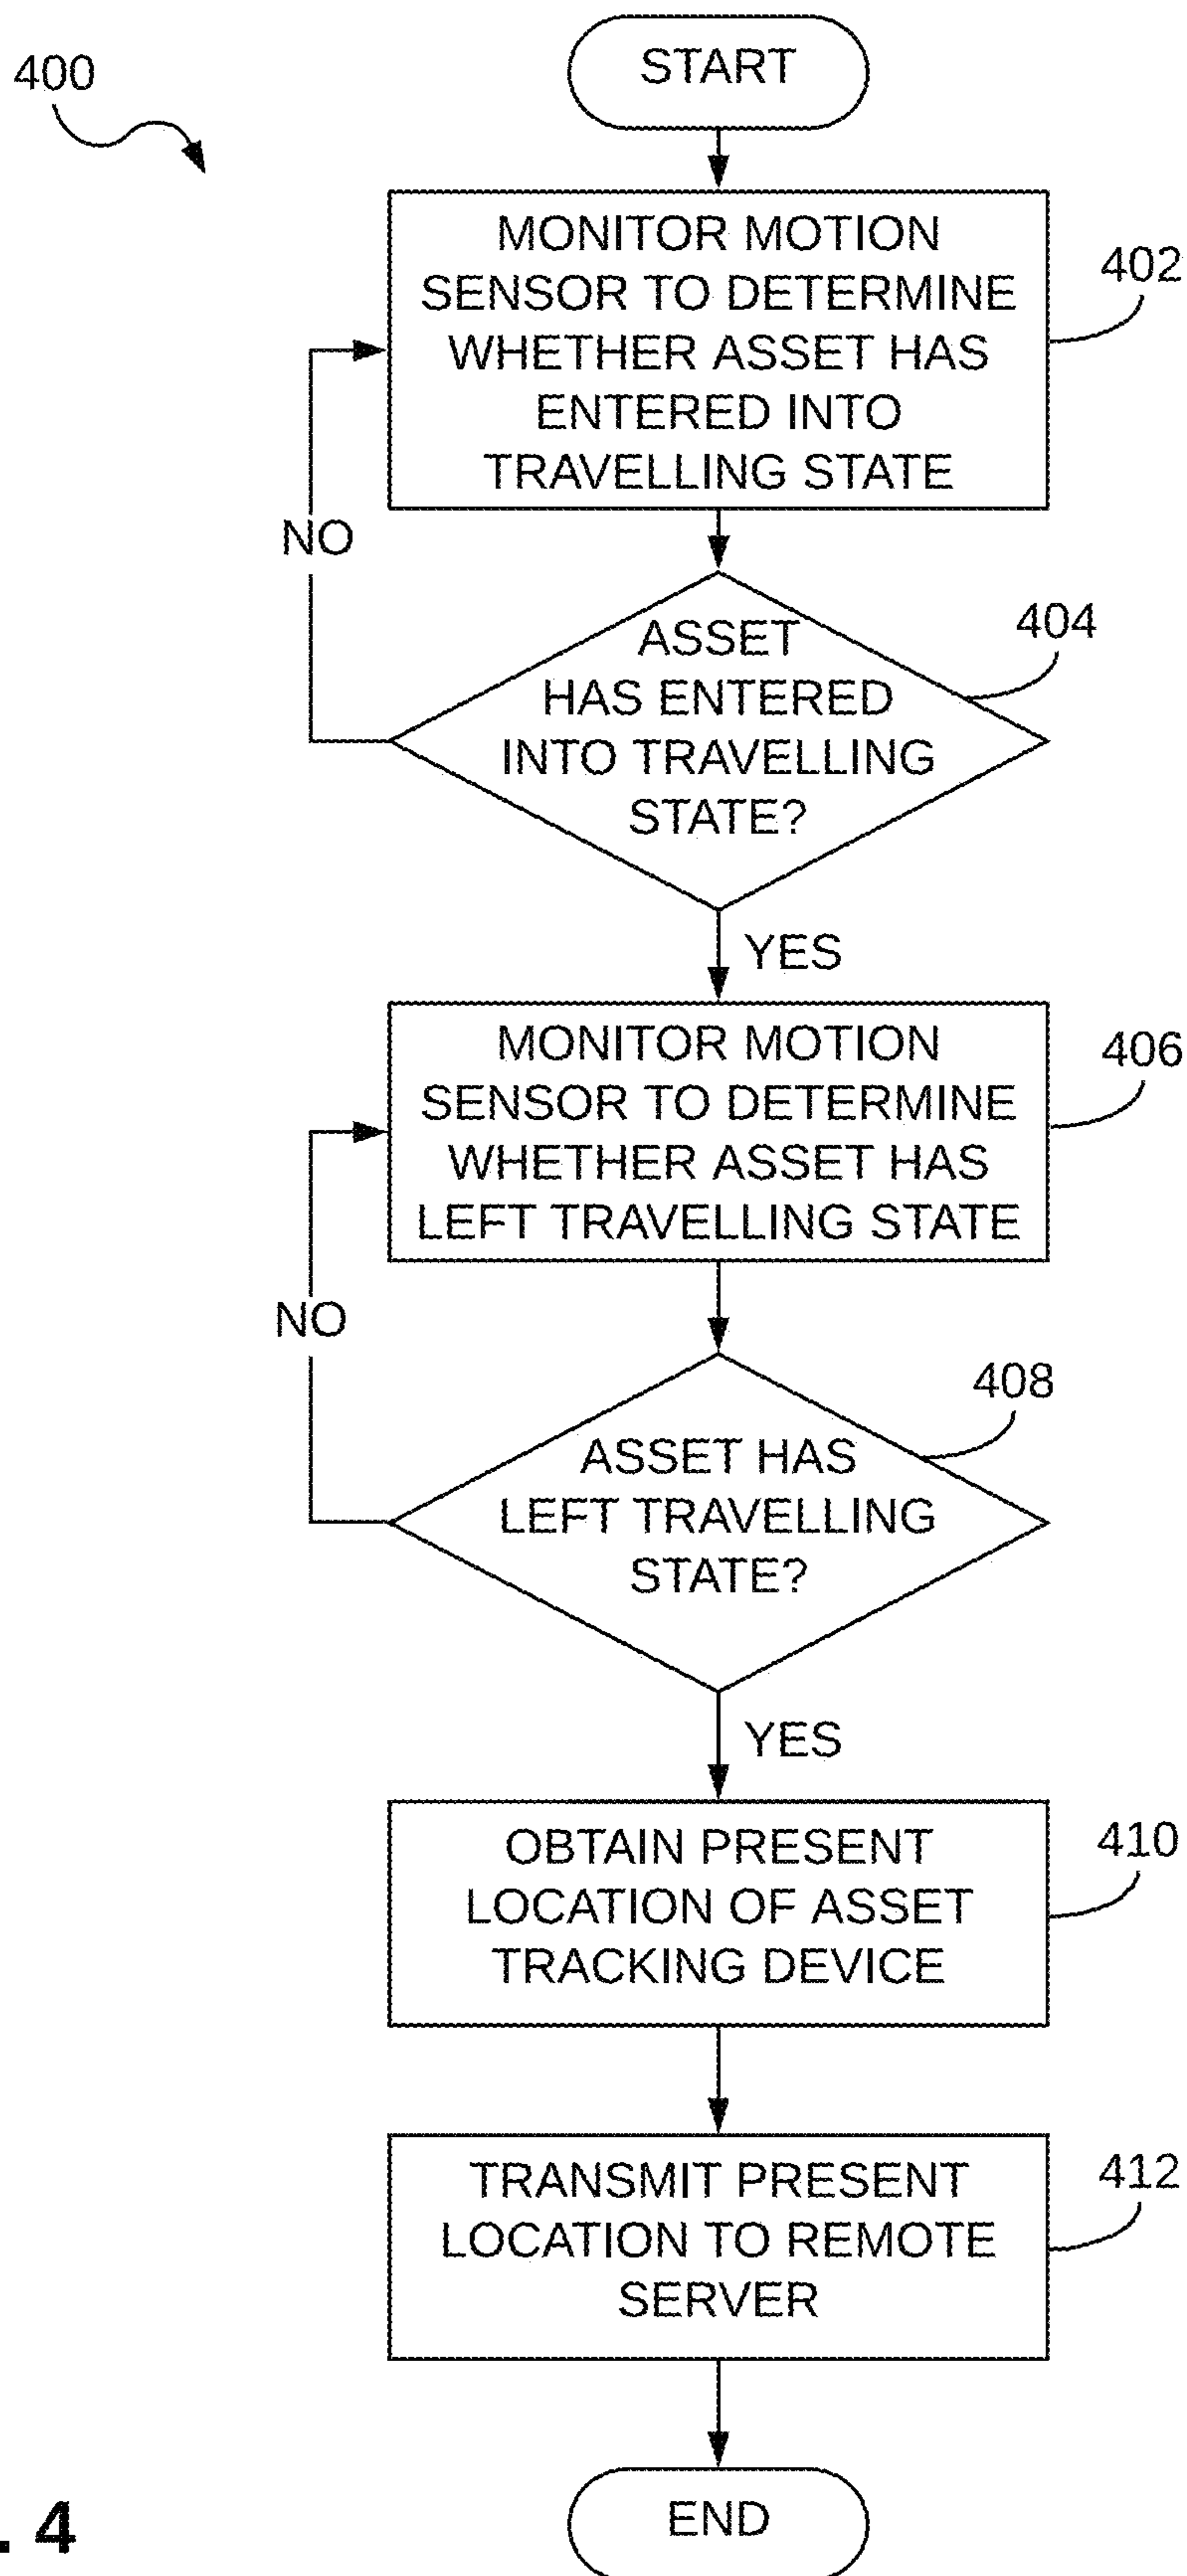 START
400
MONITOR MOTION
SENSOR TO DETERMINE
WHETHER ASSET HAS
ENTERED INTO
TRAVELLING STATE
402
NO
ASSET
HAS ENTERED
INTO TRAVELLING
STATE?
404
YES
MONITOR MOTION
SENSOR TO DETERMINE
WHETHER ASSET HAS
LEFT TRAVELLING STATE
406
NO
ASSET HAS
LEFT TRAVELLING
STATE?
408
YES
OBTAIN PRESENT
LOCATION OF ASSET
TRACKING DEVICE
410
TRANSMIT PRESENT
LOCATION TO REMOTE
SERVER
412
END
. 4